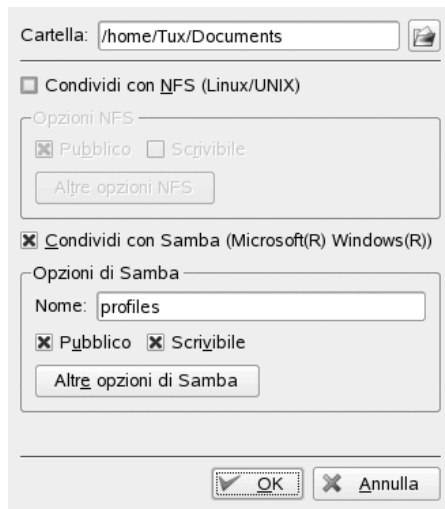 Cartella: /home/Tux/Documents
Condividi con NFS (Linux/UNIX)
Opzioni NFS
Pubblico Scrivibile
Altre opzioni NFS
Condividi con Samba (Microsoft(R) Windows(R))
Opzioni di Samba
Nome: profiles
Pubblico Scrivibile
Altre opzioni di Samba
OK Annulla